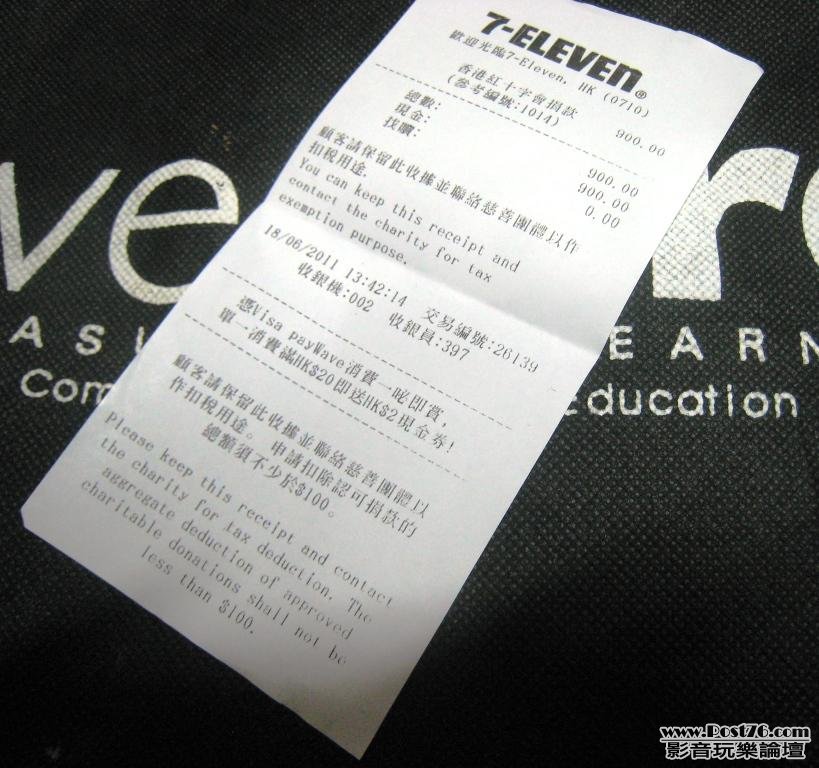 7-ELEVEN®
歡迎光臨7-Eleven, HK (0710)
香港紅十字會捐款 900.00
(參考編號:1014)
總數: 900.00
現金: 900.00
找贖: 0.00
顧客請保留此收據並聯絡慈善團體以作
扣稅用途.
You can keep this receipt and
contact the charity for tax
exemption purpose.
18/06/2011 13:42:14 交易編號:26139
收銀機:002 收銀員:397
憑Visa payWave消費一咇即賞,
單一消費滿HK$20即送HK$2現金券!
顧客請保留此收據並聯絡慈善團體以
作扣稅用途。申請扣除認可捐款的
總額須不少於$100。
Please keep this receipt and contact
the charity for tax deduction. The
aggregate deduction of approved
charitable donations shall not be
less than $100.
ve r
A S EARN
Com education
www.Post76.com
影音玩樂論壇